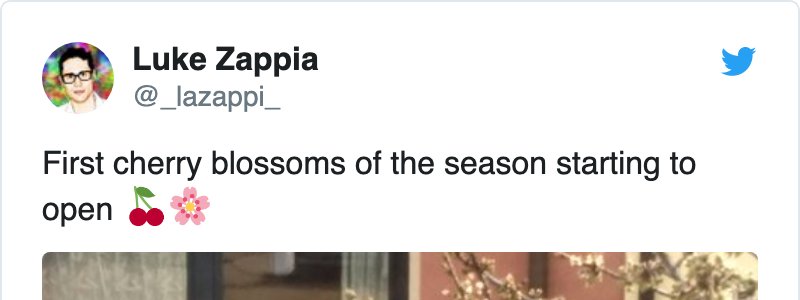 Luke Zappia
@_lazappi_
First cherry blossoms of the season starting to
open 🍒🌸